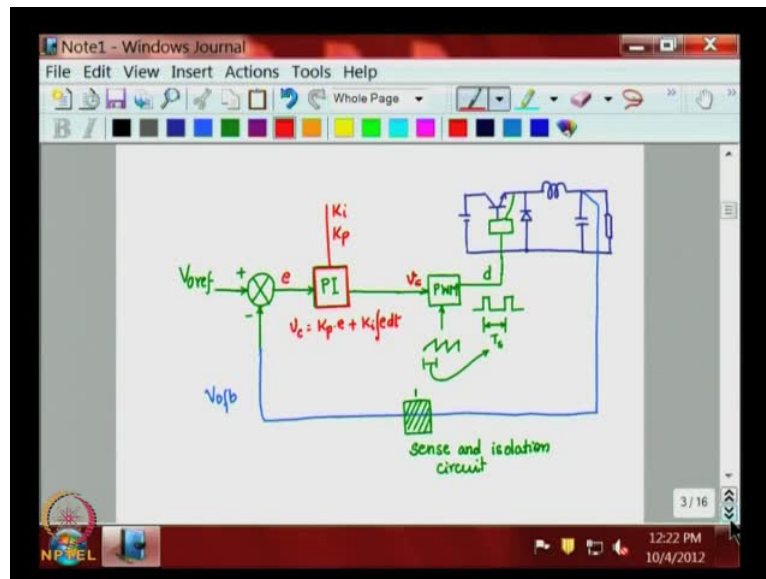 Note1 - Windows Journal
File Edit View Insert Actions Tools Help
Whole Page
B I
Ki
Kp
Voref
+
e
PI
Vc
PWM
d
-
Vc = Kp.e + Ki∫edt
Ts
Vofb
sense and isolation
circuit
3 / 16
NPTEL
12:22 PM
10/4/2012